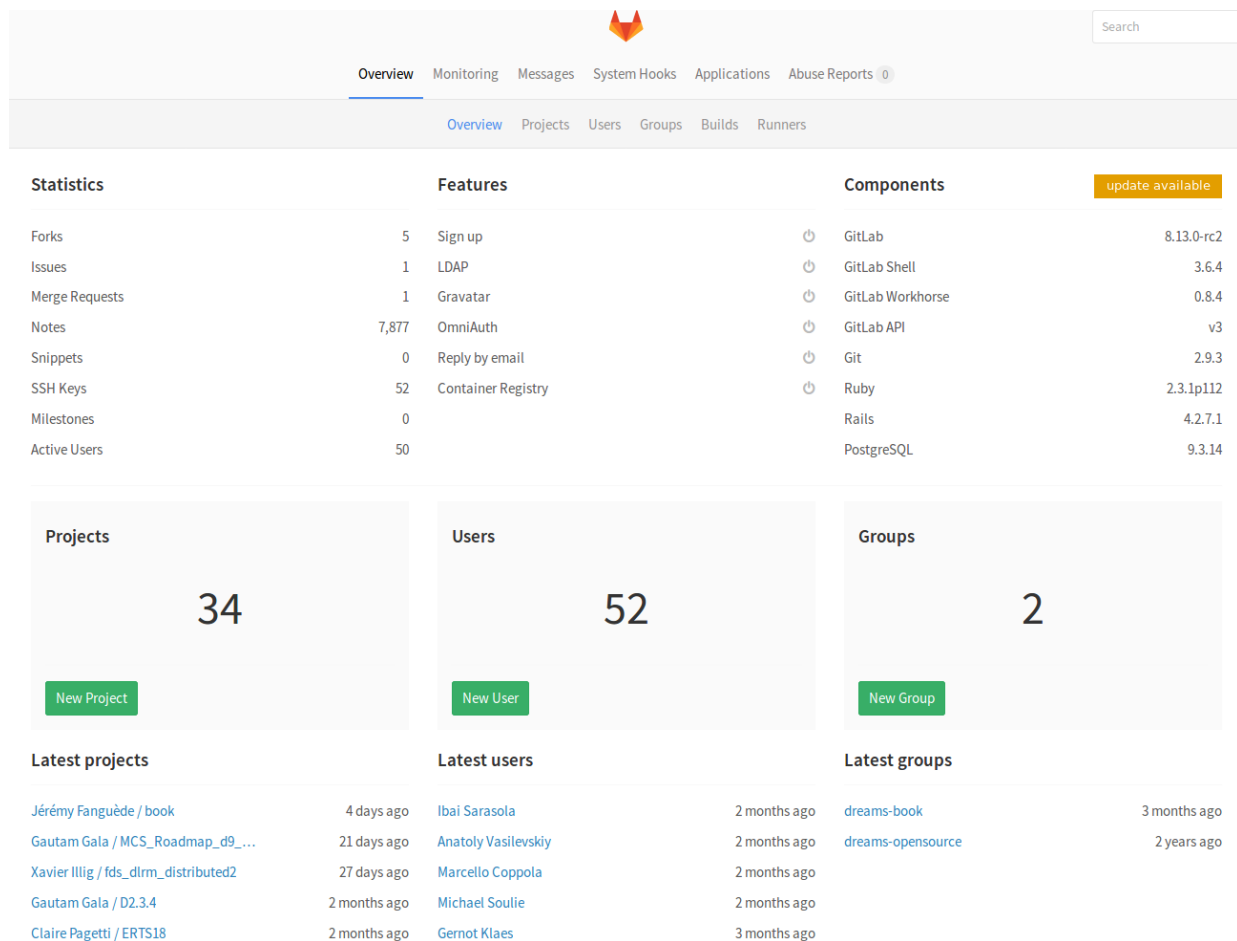 Search
Overview Monitoring Messages System Hooks Applications Abuse Reports 0
Overview Projects Users Groups Builds Runners
Statistics
Forks 5
Issues 1
Merge Requests 1
Notes 7,877
Snippets 0
SSH Keys 52
Milestones 0
Active Users 50
Features
Sign up
LDAP
Gravatar
OmniAuth
Reply by email
Container Registry
Components update available
GitLab 8.13.0-rc2
GitLab Shell 3.6.4
GitLab Workhorse 0.8.4
GitLab API v3
Git 2.9.3
Ruby 2.3.1p112
Rails 4.2.7.1
PostgreSQL 9.3.14
Projects
34
New Project
Users
52
New User
Groups
2
New Group
Latest projects
Jérémy Fanguède / book 4 days ago
Gautam Gala / MCS_Roadmap_d9_… 21 days ago
Xavier Illig / fds_dlrm_distributed2 27 days ago
Gautam Gala / D2.3.4 2 months ago
Claire Pagetti / ERTS18 2 months ago
Latest users
Ibai Sarasola 2 months ago
Anatoly Vasilevskiy 2 months ago
Marcello Coppola 2 months ago
Michael Soulie 2 months ago
Gernot Klaes 3 months ago
Latest groups
dreams-book 3 months ago
dreams-opensource 2 years ago